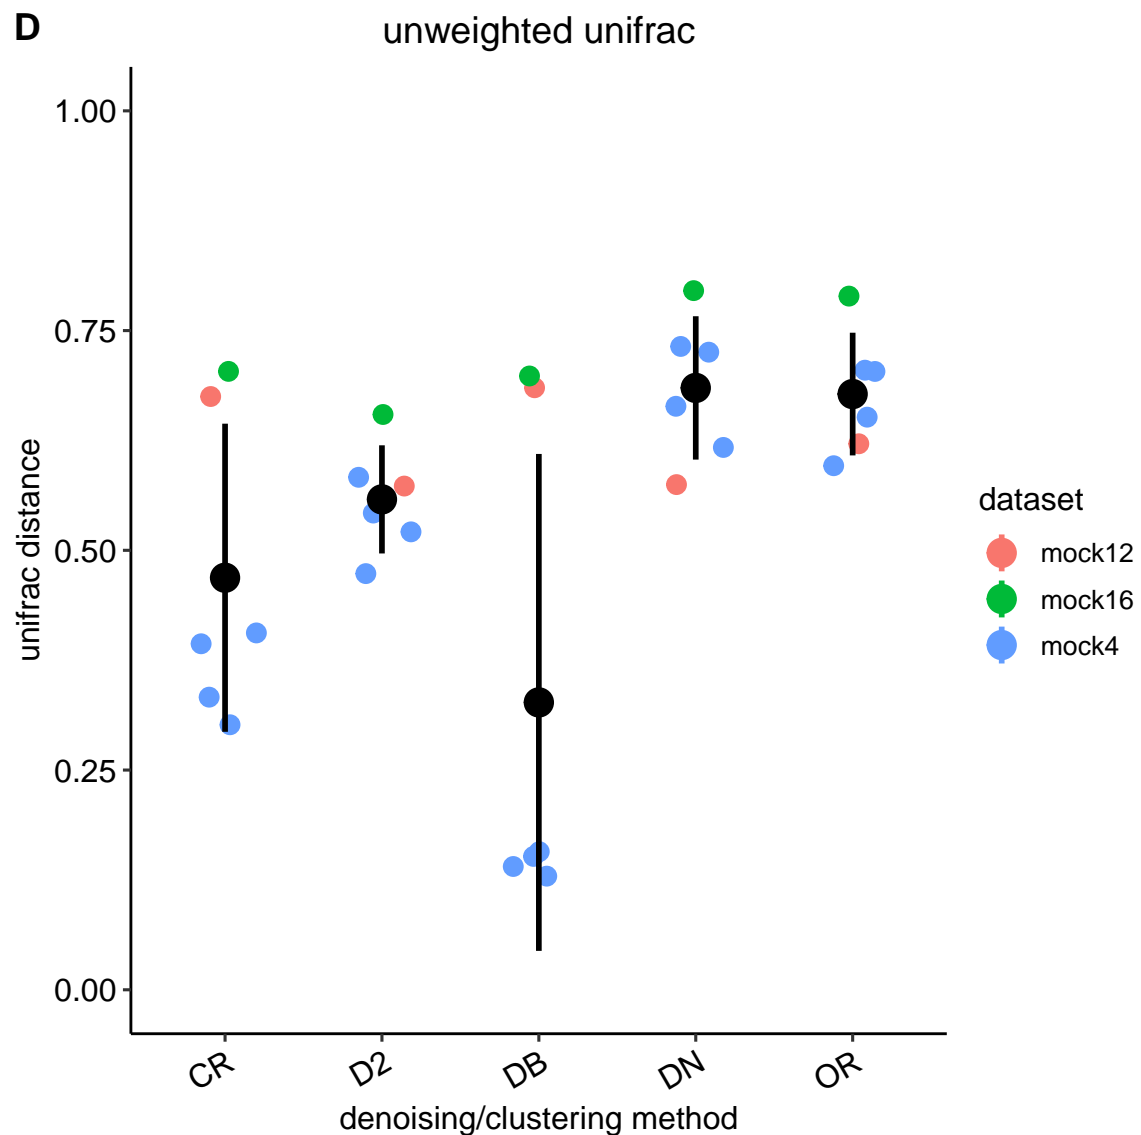 D
unweighted unifrac
1.00
0.75
0.50
0.25
0.00
unifrac distance
CR
D2
DB
DN
OR
denoising/clustering method
dataset
mock12
mock16
mock4